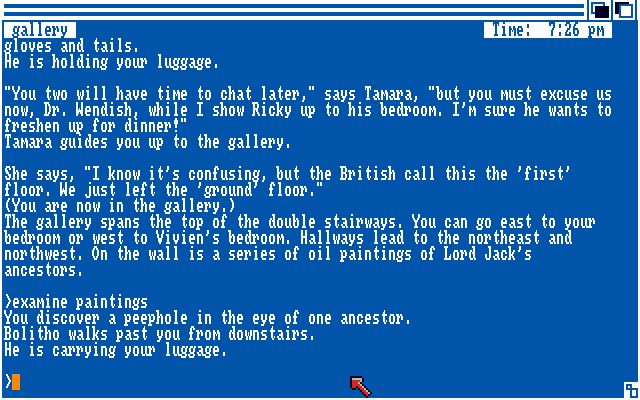 gallery Time: 7:26 pm
gloves and tails.
He is holding your luggage.
"You two will have time to chat later," says Tamara, "but you must excuse us
now, Dr. Wendish, while I show Ricky up to his bedroom. I'm sure he wants to
freshen up for dinner!"
Tamara guides you up to the gallery.
She says, "I know it's confusing, but the British call this the 'first'
floor. We just left the 'ground' floor."
(You are now in the gallery.)
The gallery spans the top of the double stairways. You can go east to your
bedroom or west to Vivien's bedroom. Hallways lead to the northeast and
northwest. On the wall is a series of oil paintings of Lord Jack's
ancestors.
>examine paintings
You discover a peephole in the eye of one ancestor.
Bolitho walks past you from downstairs.
He is carrying your luggage.
>